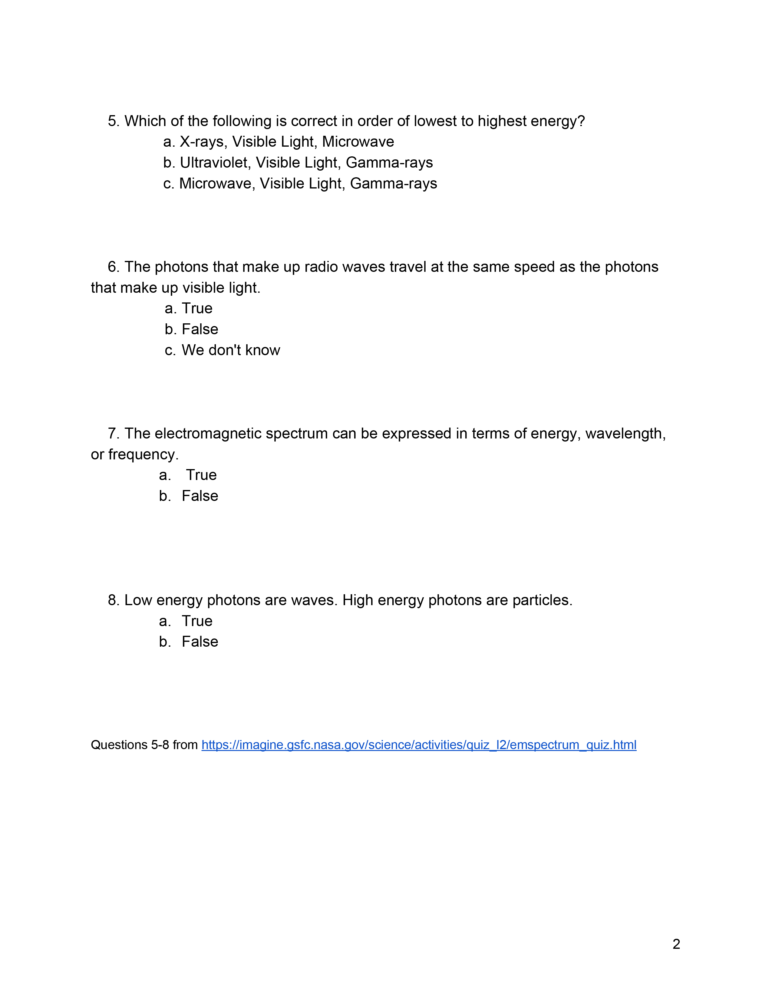 5. Which of the following is correct in order of lowest to highest energy?
a. X-rays, Visible Light, Microwave
b. Ultraviolet, Visible Light, Gamma-rays
c. Microwave, Visible Light, Gamma-rays
6. The photons that make up radio waves travel at the same speed as the photons
that make up visible light.
a. True
b. False
c. We don't know
7. The electromagnetic spectrum can be expressed in terms of energy, wavelength,
or frequency.
a. True
b. False
8. Low energy photons are waves. High energy photons are particles.
a. True
b. False
Questions 5-8 from https://imagine.gsfc.nasa.gov/science/activities/quiz_l2/emspectrum_quiz.html
2